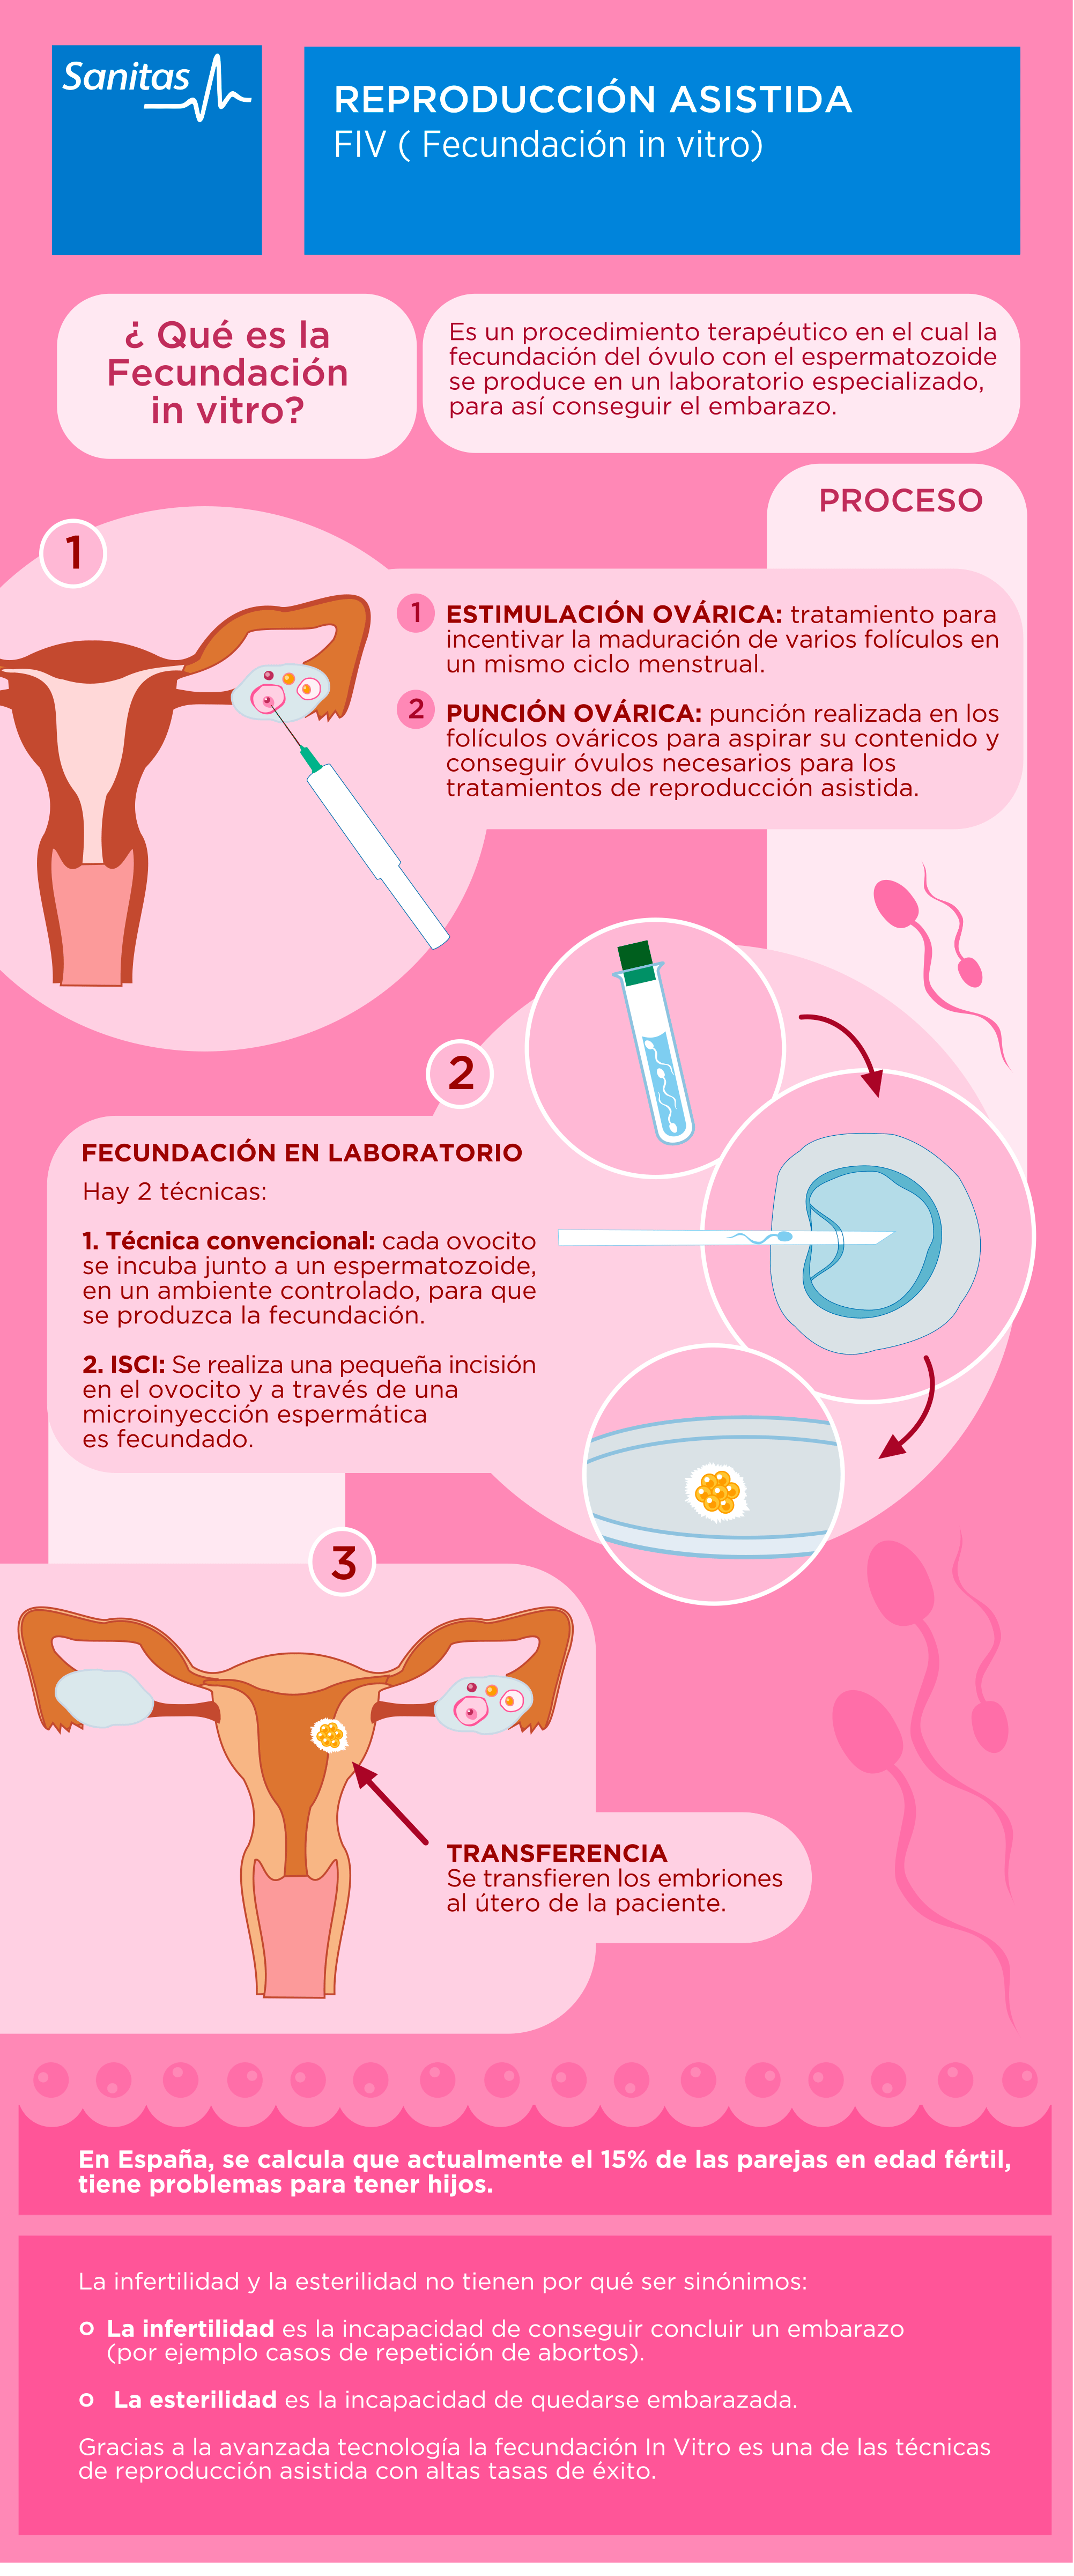 Sanitas
REPRODUCCIÓN ASISTIDA
FIV ( Fecundación in vitro)
¿ Qué es la
Fecundación
in vitro?
Es un procedimiento terapéutico en el cual la
fecundación del óvulo con el espermatozoide
se produce en un laboratorio especializado,
para así conseguir el embarazo.
PROCESO
1
1 ESTIMULACIÓN OVÁRICA: tratamiento para
incentivar la maduración de varios folículos en
un mismo ciclo menstrual.
2 PUNCIÓN OVÁRICA: punción realizada en los
folículos ováricos para aspirar su contenido y
conseguir óvulos necesarios para los
tratamientos de reproducción asistida.
2
FECUNDACIÓN EN LABORATORIO
Hay 2 técnicas:
1. Técnica convencional: cada ovocito
se incuba junto a un espermatozoide,
en un ambiente controlado, para que
se produzca la fecundación.
2. ISCI: Se realiza una pequeña incisión
en el ovocito y a través de una
microinyección espermática
es fecundado.
3
TRANSFERENCIA
Se transfieren los embriones
al útero de la paciente.
En España, se calcula que actualmente el 15% de las parejas en edad fértil,
tiene problemas para tener hijos.
La infertilidad y la esterilidad no tienen por qué ser sinónimos:
La infertilidad es la incapacidad de conseguir concluir un embarazo
(por ejemplo casos de repetición de abortos).
La esterilidad es la incapacidad de quedarse embarazada.
Gracias a la avanzada tecnología la fecundación In Vitro es una de las técnicas
de reproducción asistida con altas tasas de éxito.